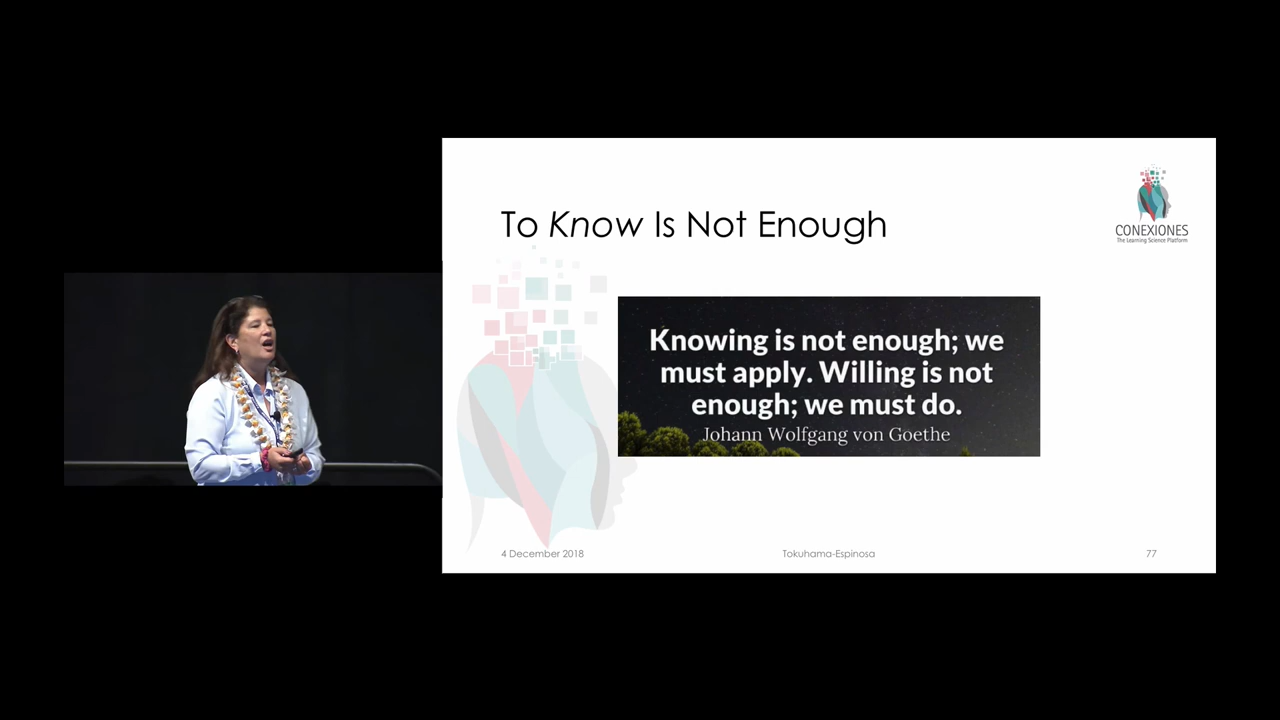 To Know Is Not Enough
CONEXIONES
The Learning Science Platform
Knowing is not enough; we
must apply. Willing is not
enough; we must do.
Johann Wolfgang von Goethe
4 December 2018
Tokuhama-Espinosa
77